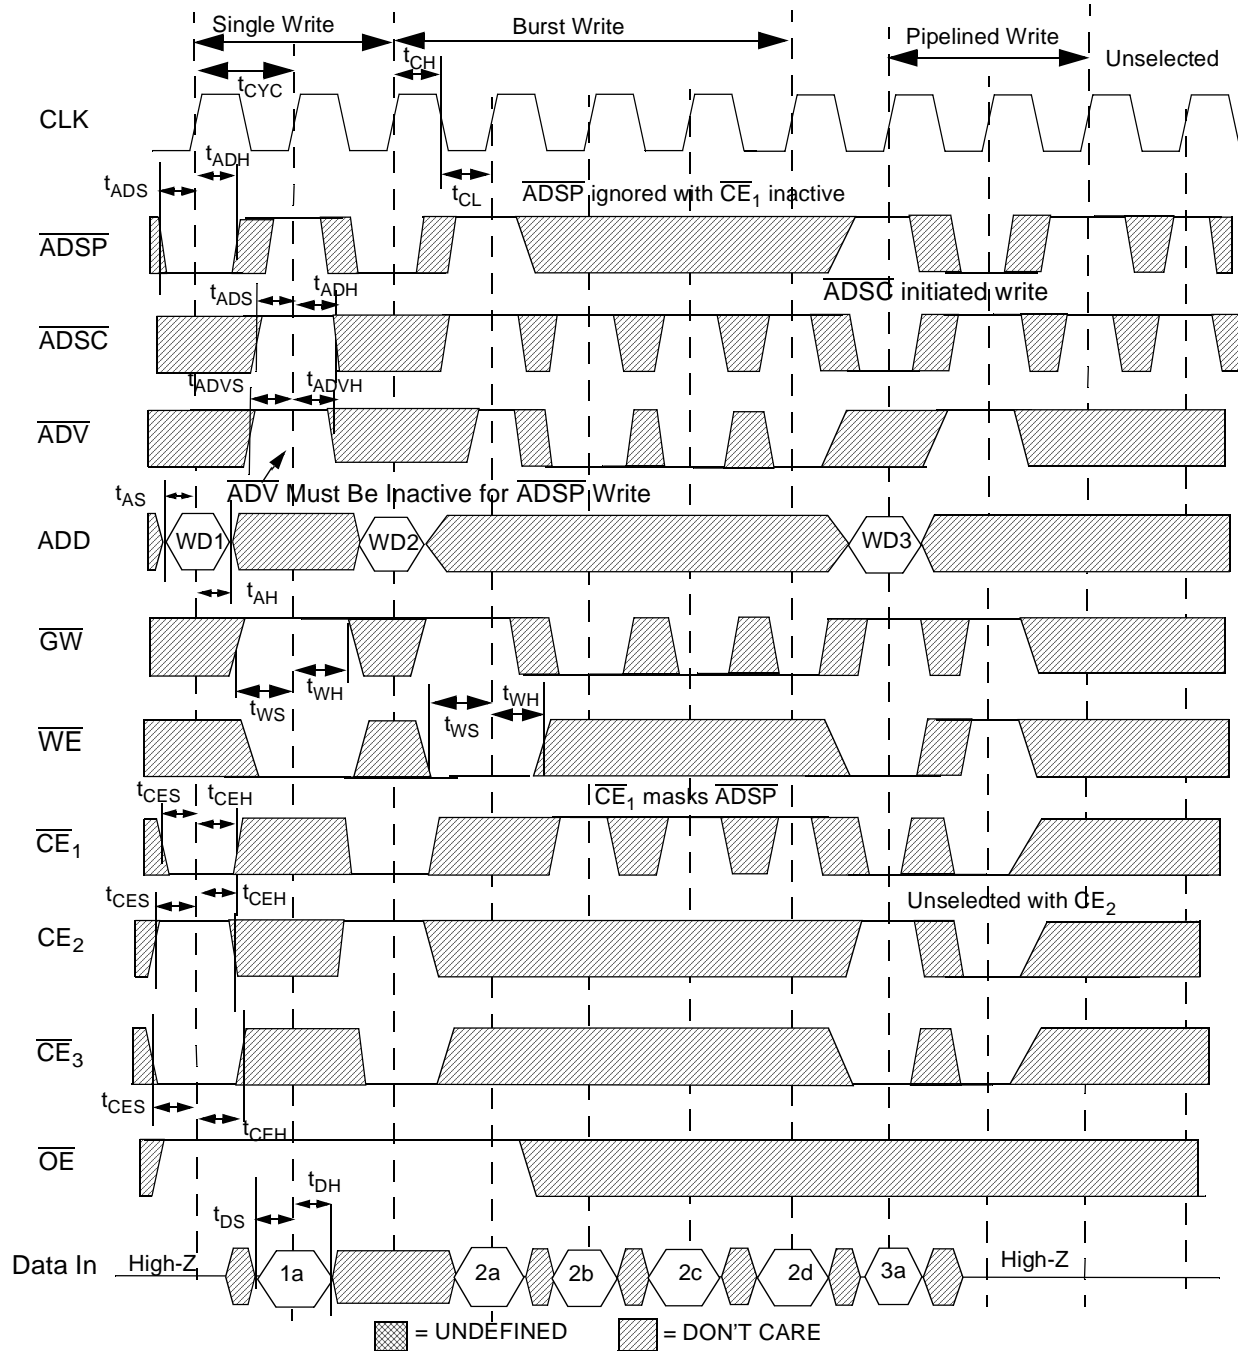 Single Write
Burst Write
Pipelined Write
Unselected
tCYC
tCH
CLK
tADS
tADH
tCL
ADSP ignored with CE1 inactive
ADSP
tADS
tADH
ADSC initiated write
ADSC
tADVS
tADVH
ADV
ADV Must Be Inactive for ADSP Write
tAS
ADD
WD1
WD2
WD3
tAH
GW
tWS
tWH
tWS
tWH
WE
tCES
tCEH
CE1 masks ADSP
CE1
tCES
tCEH
Unselected with CE2
CE2
CE3
tCES
tCEH
OE
tDS
tDH
Data In
High-Z
1a
2a
2b
2c
2d
3a
High-Z
= UNDEFINED
= DON'T CARE